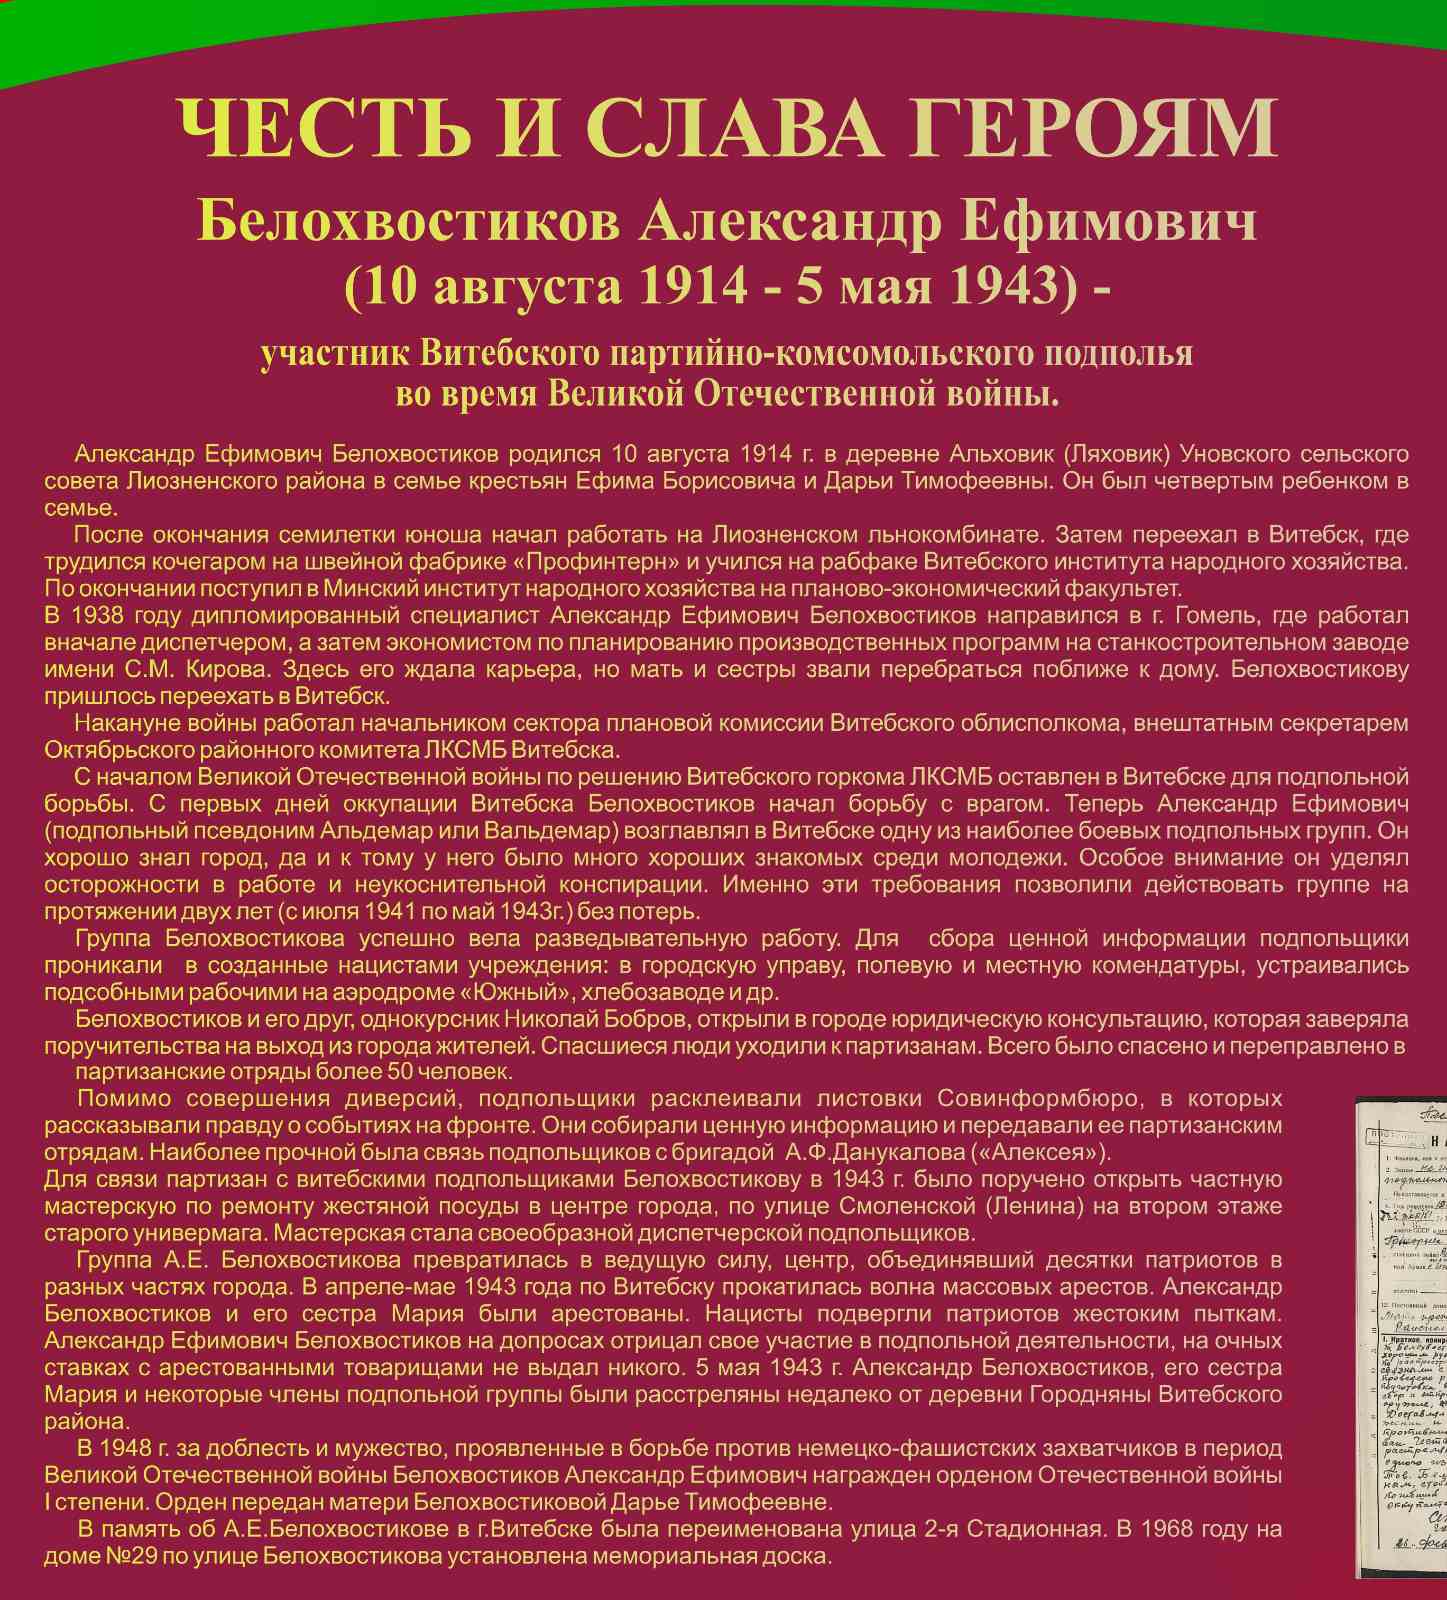 ЧЕСТЬ И СЛАВА ГЕРОЯМ
Белохвостиков Александр Ефимович
(10 августа 1914 - 5 мая 1943) -
участник Витебского партийно-комсомольского подполья
во время Великой Отечественной войны.
Александр Ефимович Белохвостиков родился 10 августа 1914 г. в деревне Альховик (Ляховик) Уновского сельского
совета Лиозненского района в семье крестьян Ефима Борисовича и Дарьи Тимофеевны. Он был четвертым ребенком в
семье.
После окончания семилетки юноша начал работать на Лиозненском льнокомбинате. Затем переехал в Витебск, где
трудился кочегаром на швейной фабрике «Профинтерн» и учился на рабфаке Витебского института народного хозяйства.
По окончании поступил в Минский институт народного хозяйства на планово-экономический факультет.
В 1938 году дипломированный специалист Александр Ефимович Белохвостиков направился в г. Гомель, где работал
вначале диспетчером, а затем экономистом по планированию производственных программ на станкостроительном заводе
имени С.М. Кирова. Здесь его ждала карьера, но мать и сестры звали перебраться поближе к дому. Белохвостикову
пришлось переехать в Витебск.
Накануне войны работал начальником сектора плановой комиссии Витебского облисполкома, внештатным секретарем
Октябрьского районного комитета ЛКСМБ Витебска.
С началом Великой Отечественной войны по решению Витебского горкома ЛКСМБ оставлен в Витебске для подпольной
борьбы. С первых дней оккупации Витебска Белохвостиков начал борьбу с врагом. Теперь Александр Ефимович
(подпольный псевдоним Альдемар или Вальдемар) возглавлял в Витебске одну из наиболее боевых подпольных групп. Он
хорошо знал город, да и к тому у него было много хороших знакомых среди молодежи. Особое внимание он уделял
осторожности в работе и неукоснительной конспирации. Именно эти требования позволили действовать группе на
протяжении двух лет (с июля 1941 по май 1943г.) без потерь.
Группа Белохвостикова успешно вела разведывательную работу. Для сбора ценной информации подпольщики
проникали в созданные нацистами учреждения: в городскую управу, полевую и местную комендатуры, устраивались
подсобными рабочими на аэродроме «Южный», хлебозаводе и др.
Белохвостиков и его друг, однокурсник Николай Бобров, открыли в городе юридическую консультацию, которая заверяла
поручительства на выход из города жителей. Спасшиеся люди уходили к партизанам. Всего было спасено и переправлено в
партизанские отряды более 50 человек.
Помимо совершения диверсий, подпольщики расклеивали листовки Совинформбюро, в которых
рассказывали правду о событиях на фронте. Они собирали ценную информацию и передавали ее партизанским
отрядам. Наиболее прочной была связь подпольщиков с бригадой А.Ф.Данукалова («Алексея»).
Для связи партизан с витебскими подпольщиками Белохвостикову в 1943 г. было поручено открыть частную
мастерскую по ремонту жестяной посуды в центре города, по улице Смоленской (Ленина) на втором этаже
старого универмага. Мастерская стала своеобразной диспетчерской подпольщиков.
Группа А.Е. Белохвостикова превратилась в ведущую силу, центр, объединявший десятки патриотов в
разных частях города. В апреле-мае 1943 года по Витебску прокатилась волна массовых арестов. Александр
Белохвостиков и его сестра Мария были арестованы. Нацисты подвергли патриотов жестоким пыткам.
Александр Ефимович Белохвостиков на допросах отрицал свое участие в подпольной деятельности, на очных
ставках с арестованными товарищами не выдал никого. 5 мая 1943 г. Александр Белохвостиков, его сестра
Мария и некоторые члены подпольной группы были расстреляны недалеко от деревни Городняны Витебского
района.
В 1948 г. за доблесть и мужество, проявленные в борьбе против немецко-фашистских захватчиков в период
Великой Отечественной войны Белохвостиков Александр Ефимович награжден орденом Отечественной войны
I степени. Орден передан матери Белохвостиковой Дарье Тимофеевне.
В память об А.Е.Белохвостикове в г.Витебске была переименована улица 2-я Стадионная. В 1968 году на
доме №29 по улице Белохвостикова установлена мемориальная доска.